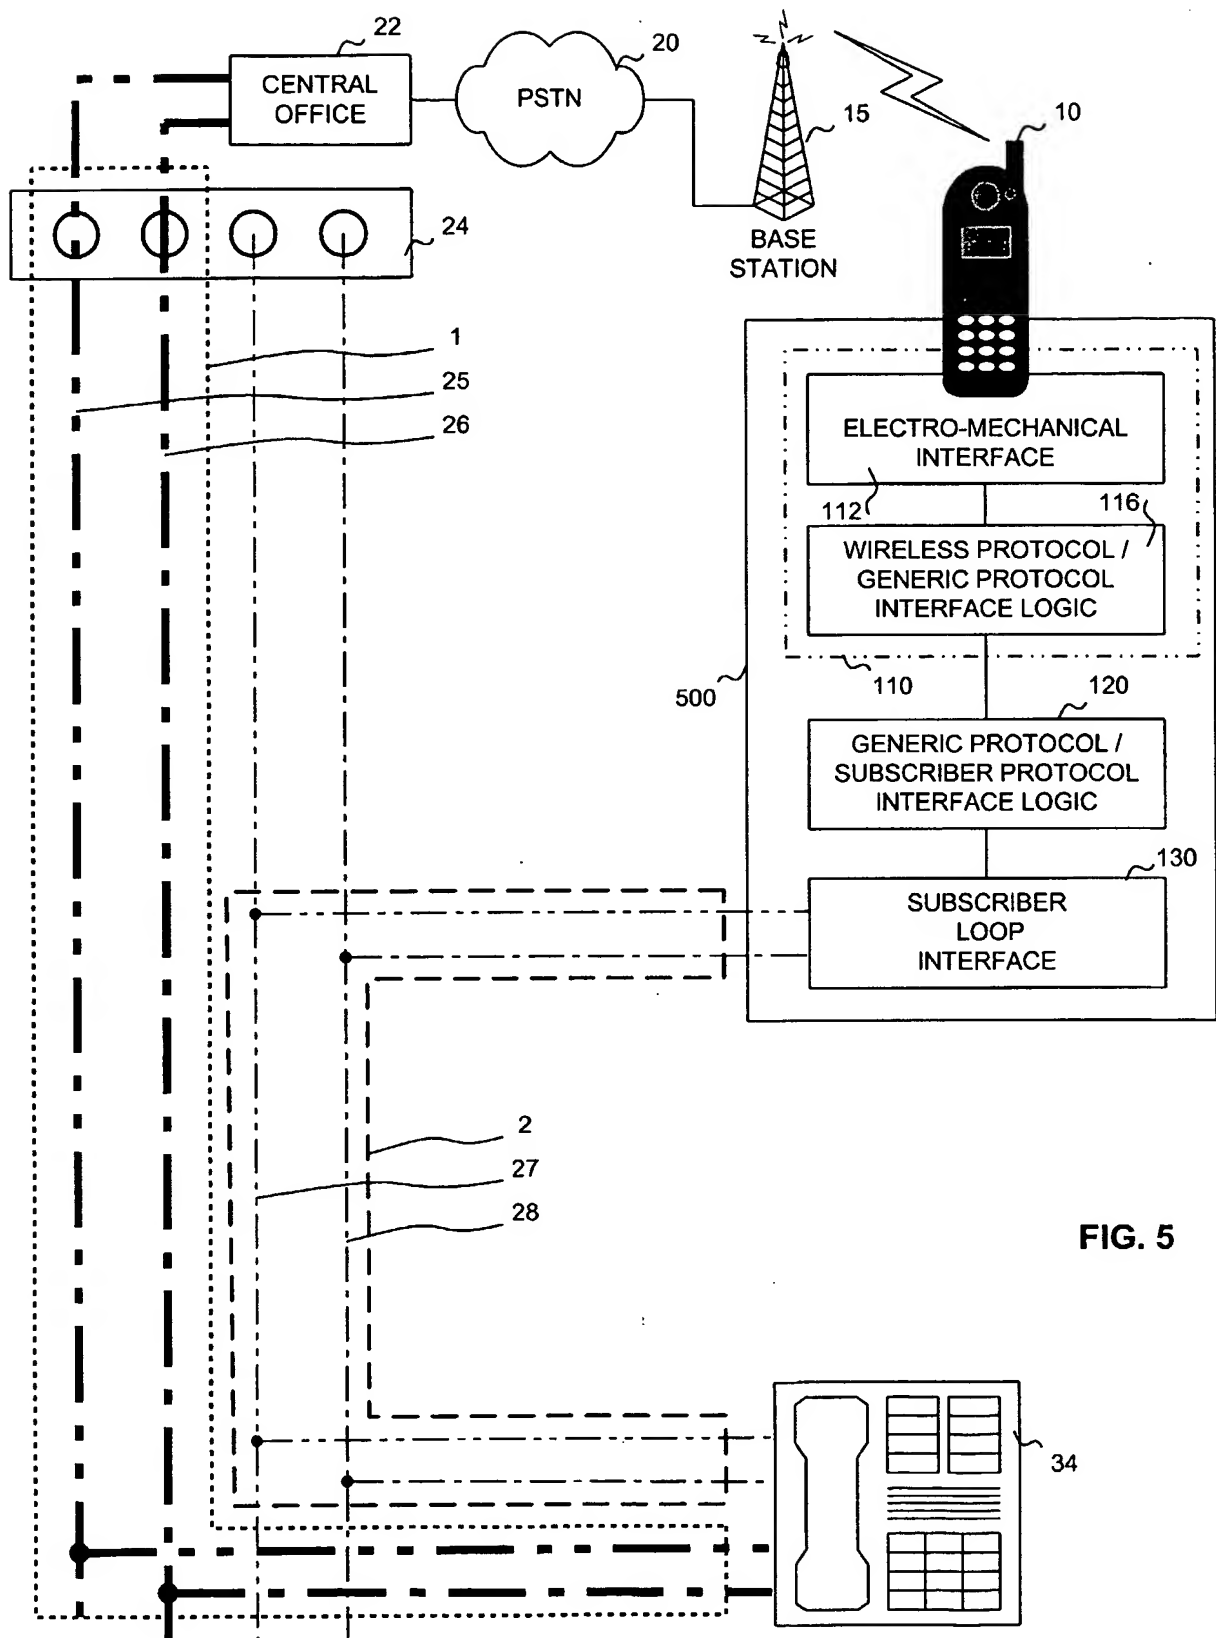 22
CENTRAL
OFFICE
PSTN
20
15
10
24
BASE
STATION
1
25
26
ELECTRO-MECHANICAL
INTERFACE
112
116
WIRELESS PROTOCOL /
GENERIC PROTOCOL
INTERFACE LOGIC
500
110
120
GENERIC PROTOCOL /
SUBSCRIBER PROTOCOL
INTERFACE LOGIC
130
SUBSCRIBER
LOOP
INTERFACE
2
27
28
FIG. 5
34